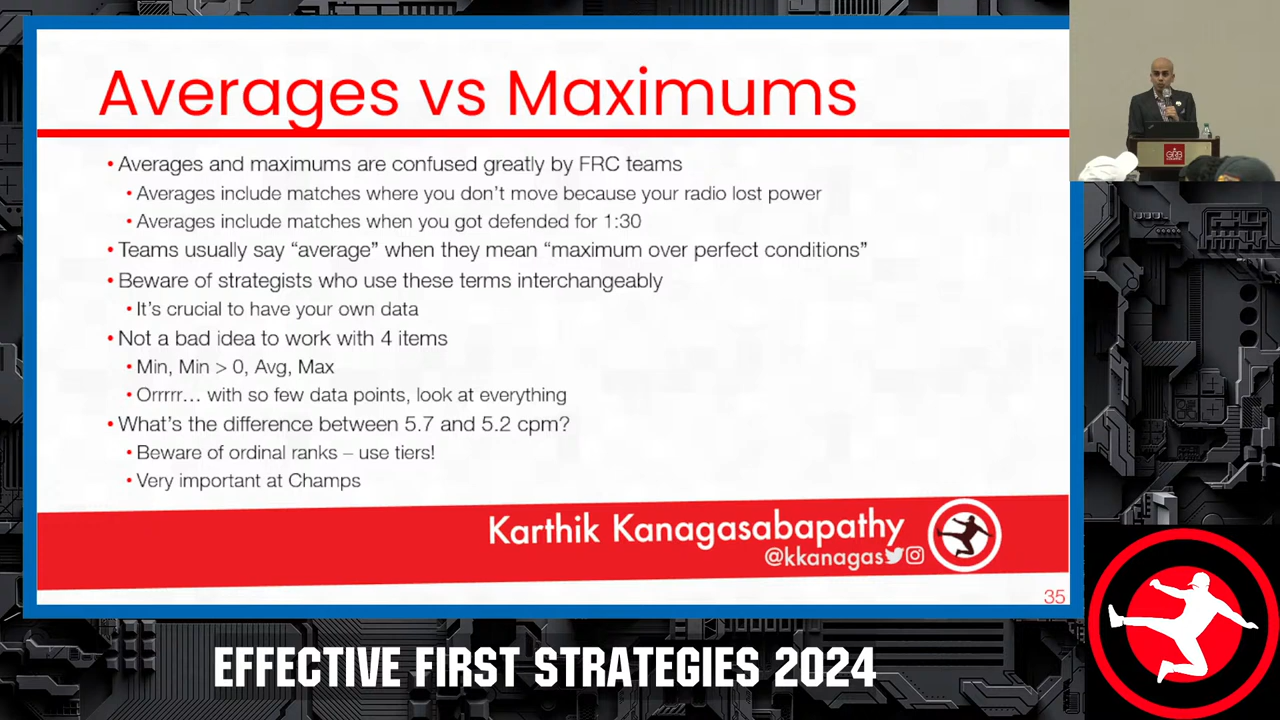 Averages vs Maximums
• Averages and maximums are confused greatly by FRC teams
• Averages include matches where you don’t move because your radio lost power
• Averages include matches when you got defended for 1:30
• Teams usually say “average” when they mean “maximum over perfect conditions”
• Beware of strategists who use these terms interchangeably
• It’s crucial to have your own data
• Not a bad idea to work with 4 items
• Min, Min > 0, Avg, Max
• Orrrrr… with so few data points, look at everything
• What’s the difference between 5.7 and 5.2 cpm?
• Beware of ordinal ranks – use tiers!
• Very important at Champs
Karthik Kanagasabapathy
@kkanagas
35
GRB
EFFECTIVE FIRST STRATEGIES 2024